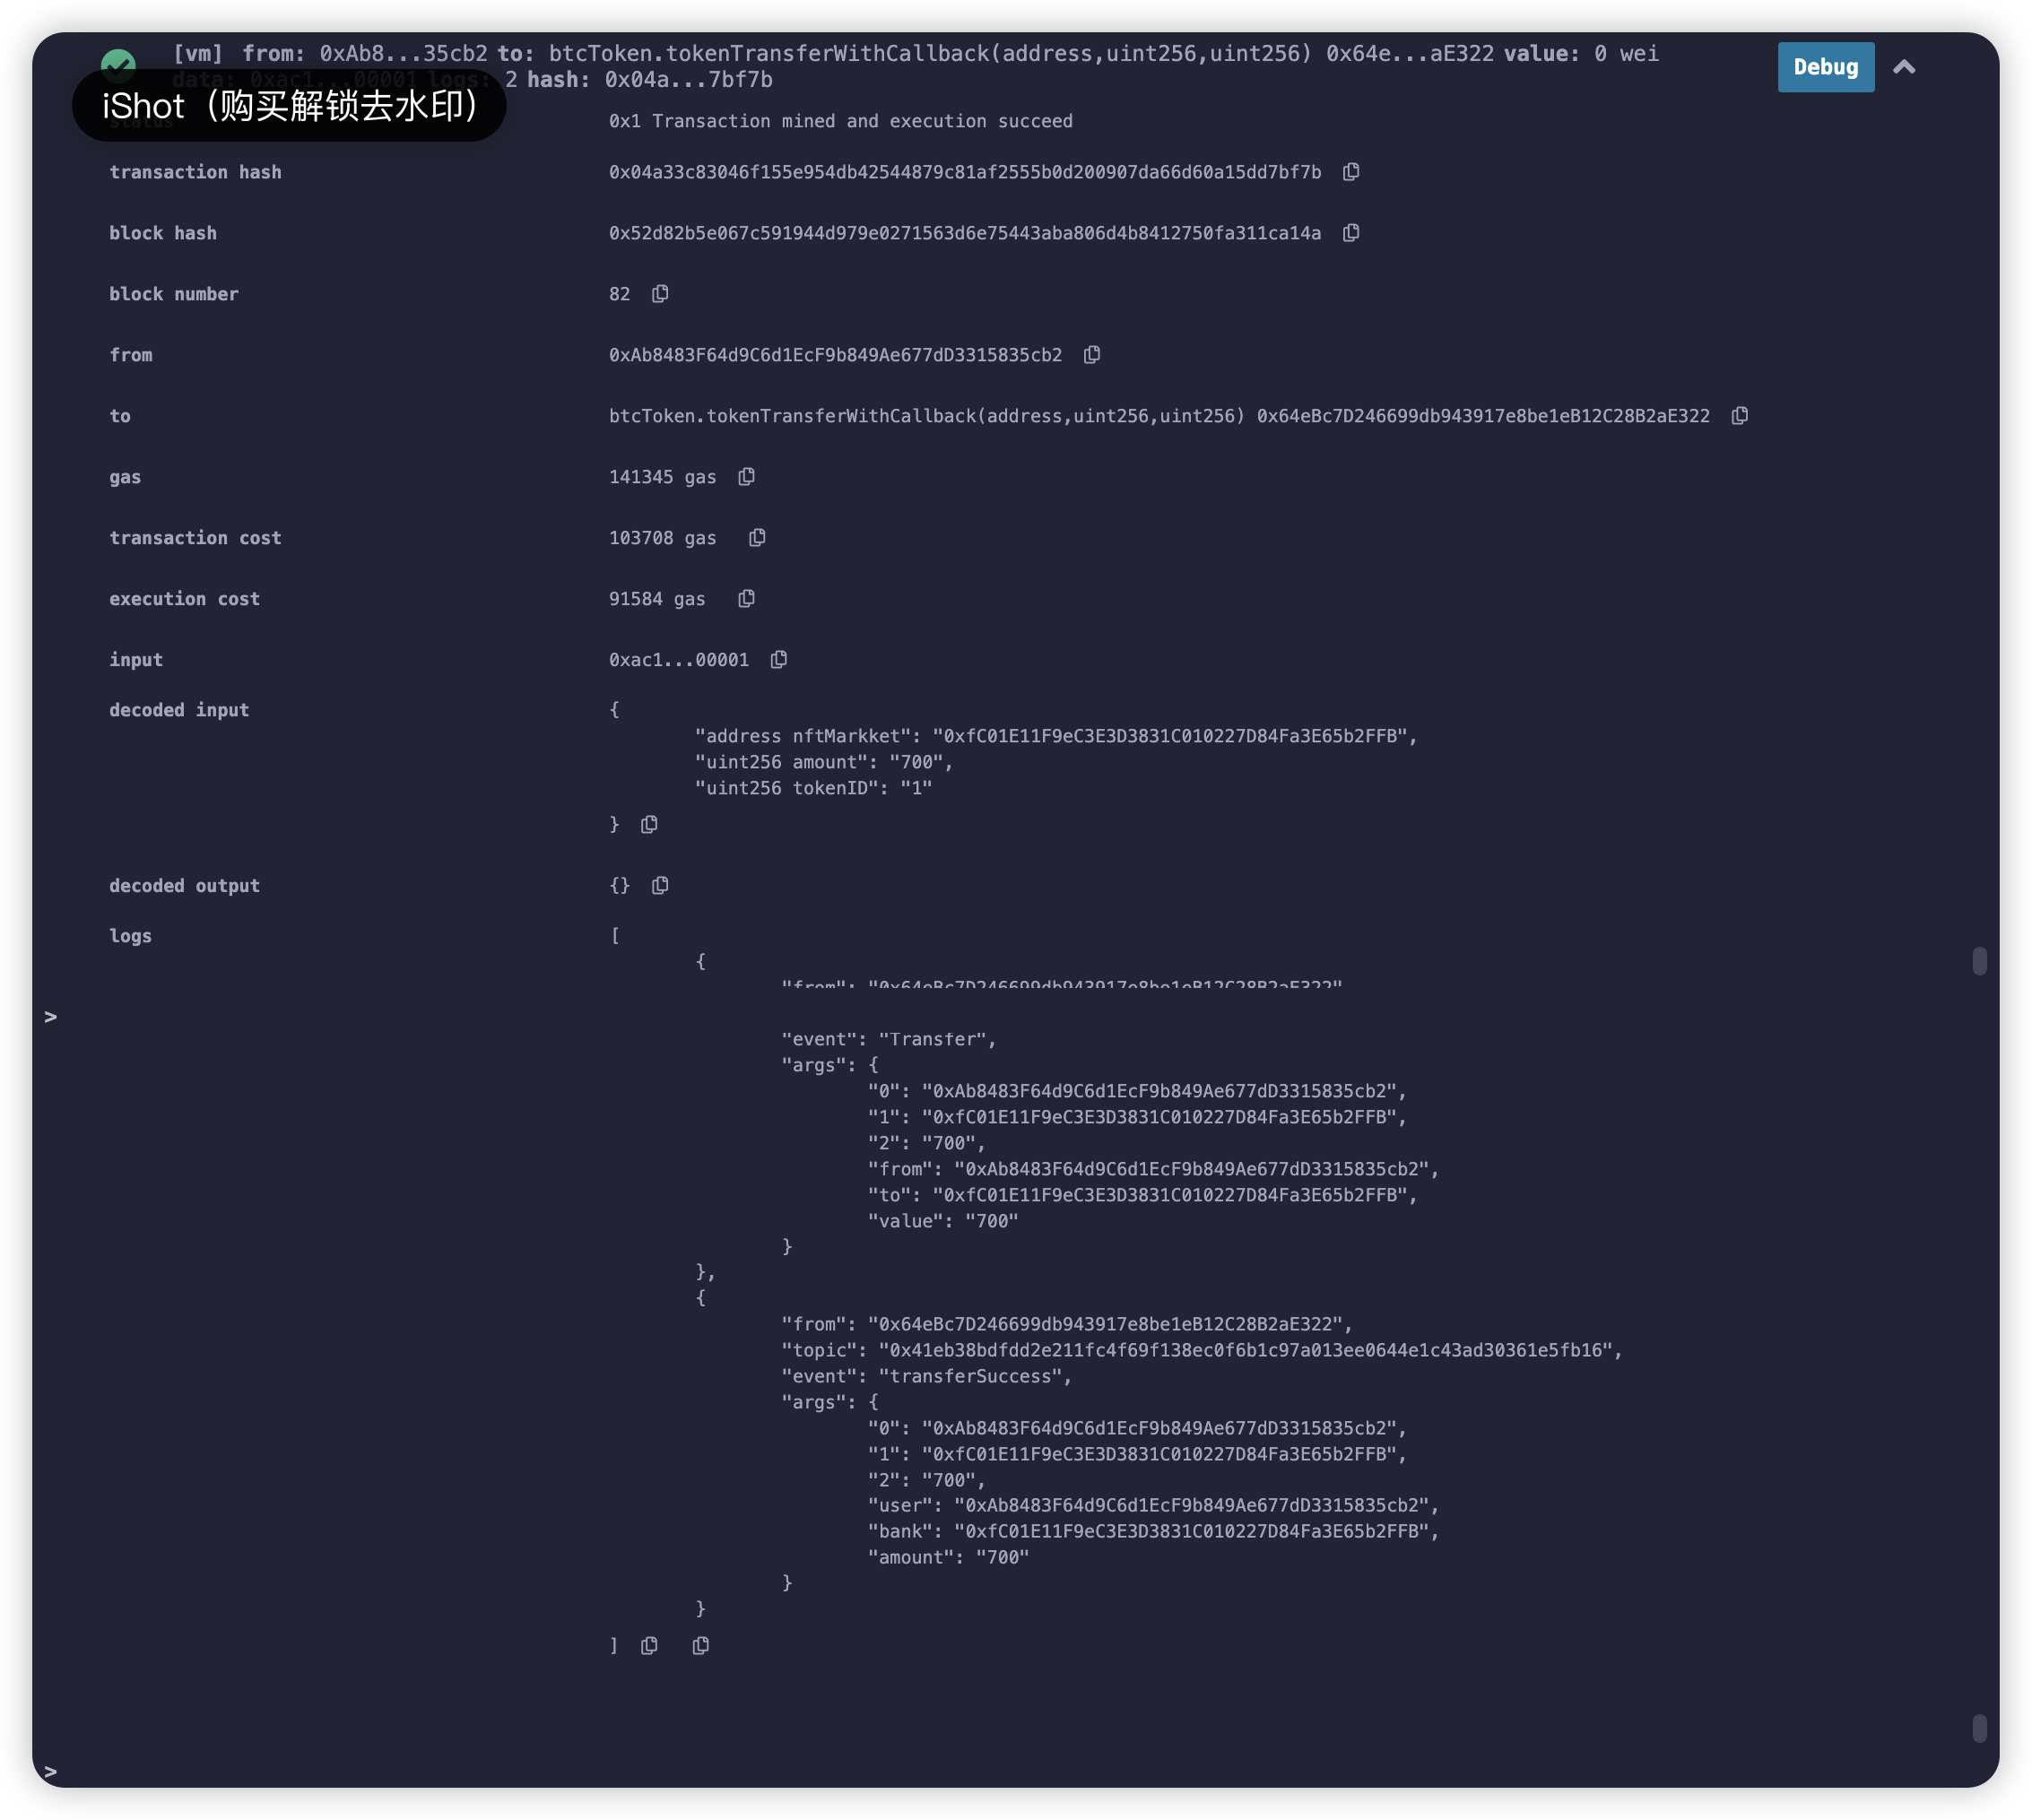 [vm] from: 0xAb8...35cb2 to: btcToken.tokenTransferWithCallback(address,uint256,uint256) 0x64e...aE322 value: 0 wei
data: 0xac1...00001 logs: 2 hash: 0x04a...7bf7b
Debug
iShot（购买解锁去水印）
status 0x1 Transaction mined and execution succeed
transaction hash 0x04a33c83046f155e954db42544879c81af2555b0d200907da66d60a15dd7bf7b
block hash 0x52d82b5e067c591944d979e0271563d6e75443aba806d4b8412750fa311ca14a
block number 82
from 0xAb8483F64d9C6d1EcF9b849Ae677dD3315835cb2
to btcToken.tokenTransferWithCallback(address,uint256,uint256) 0x64eBc7D246699db943917e8be1eB12C28B2aE322
gas 141345 gas
transaction cost 103708 gas
execution cost 91584 gas
input 0xac1...00001
decoded input {
"address nftMarkket": "0xfC01E11F9eC3E3D3831C010227D84Fa3E65b2FFB",
"uint256 amount": "700",
"uint256 tokenID": "1"
}
decoded output {}
logs [
{
"from": "0x64eBc7D246699db943917e8be1eB12C28B2aE322"
>
"event": "Transfer",
"args": {
"0": "0xAb8483F64d9C6d1EcF9b849Ae677dD3315835cb2",
"1": "0xfC01E11F9eC3E3D3831C010227D84Fa3E65b2FFB",
"2": "700",
"from": "0xAb8483F64d9C6d1EcF9b849Ae677dD3315835cb2",
"to": "0xfC01E11F9eC3E3D3831C010227D84Fa3E65b2FFB",
"value": "700"
}
},
{
"from": "0x64eBc7D246699db943917e8be1eB12C28B2aE322",
"topic": "0x41eb38bdfdd2e211fc4f69f138ec0f6b1c97a013ee0644e1c43ad30361e5fb16",
"event": "transferSuccess",
"args": {
"0": "0xAb8483F64d9C6d1EcF9b849Ae677dD3315835cb2",
"1": "0xfC01E11F9eC3E3D3831C010227D84Fa3E65b2FFB",
"2": "700",
"user": "0xAb8483F64d9C6d1EcF9b849Ae677dD3315835cb2",
"bank": "0xfC01E11F9eC3E3D3831C010227D84Fa3E65b2FFB",
"amount": "700"
}
}
]
>